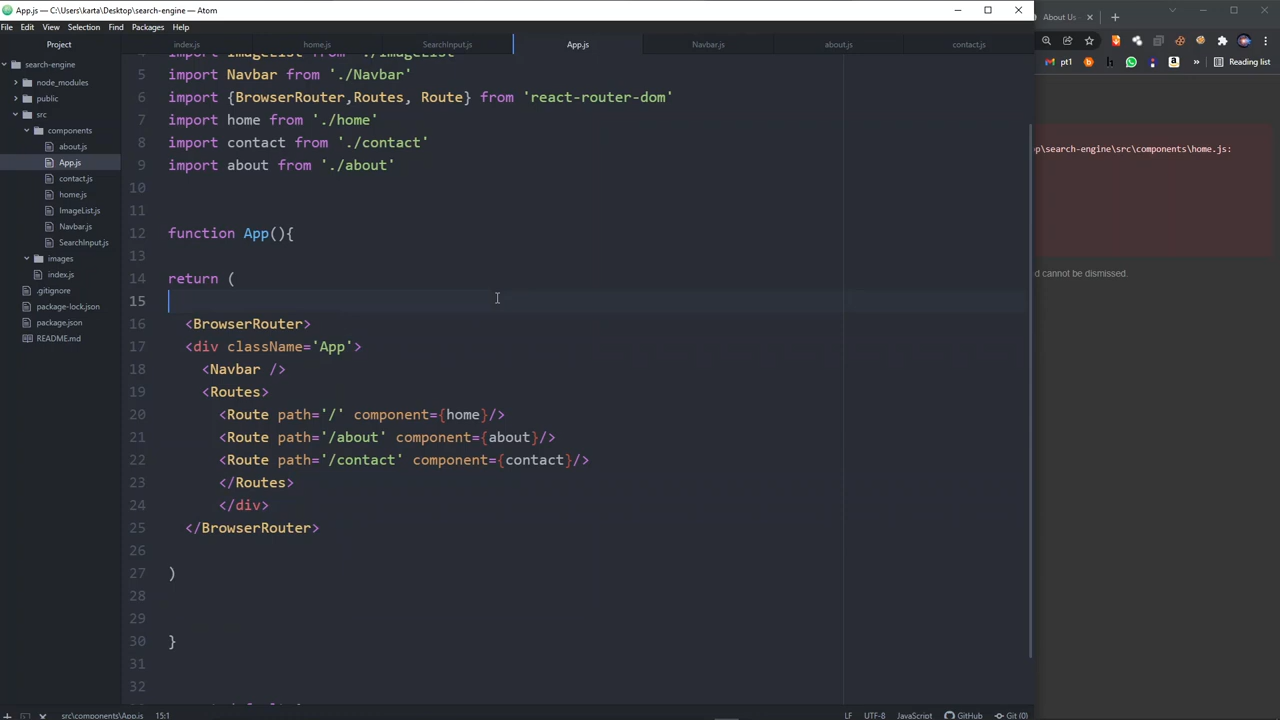 App.js — C:\Users\karta\Desktop\search-engine — Atom
File Edit View Selection Find Packages Help
Project
search-engine
node_modules
public
src
components
about.js
App.js
contact.js
home.js
ImageList.js
Navbar.js
SearchInput.js
images
index.js
.gitignore
package-lock.json
package.json
README.md
index.js home.js SearchInput.js App.js Navbar.js about.js contact.js
4 import ImageList from './ImageList'
5 import Navbar from './Navbar'
6 import {BrowserRouter,Routes, Route} from 'react-router-dom'
7 import home from './home'
8 import contact from './contact'
9 import about from './about'
10
11
12 function App(){
13
14 return (
15
16 <BrowserRouter>
17 <div className='App'>
18 <Navbar />
19 <Routes>
20 <Route path='/' component={home}/>
21 <Route path='/about' component={about}/>
22 <Route path='/contact' component={contact}/>
23 </Routes>
24 </div>
25 </BrowserRouter>
26
27 )
28
29
30 }
31
32
src\components\App.js 15:1 LF UTF-8 JavaScript GitHub Git (0)
About Us
pt1 Reading list
p\search-engine\src\components\home.js:
d cannot be dismissed.